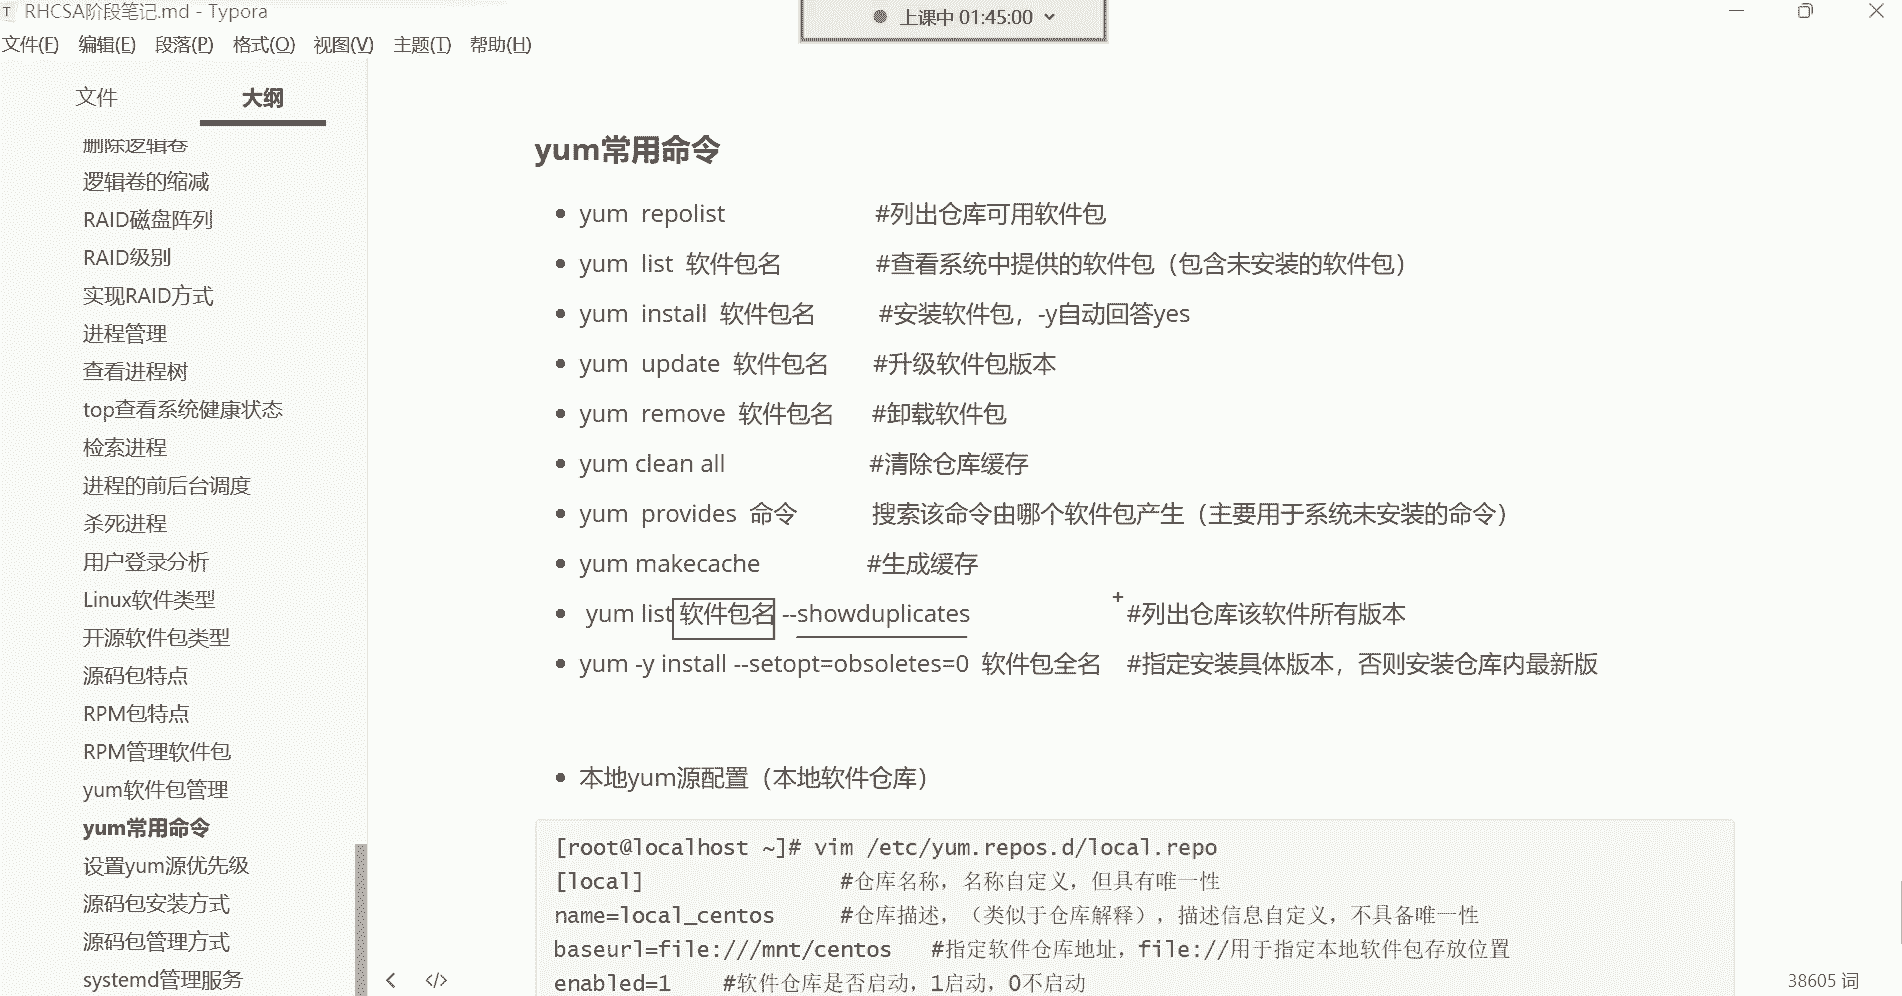 RHCSA阶段笔记.md - Typora
上课中 01:45:00
文件(F) 编辑(E) 段落(P) 格式(O) 视图(V) 主题(T) 帮助(H)
文件 大纲
删除逻辑卷
逻辑卷的缩减
RAID磁盘阵列
RAID级别
实现RAID方式
进程管理
查看进程树
top查看系统健康状态
检索进程
进程的前后台调度
杀死进程
用户登录分析
Linux软件类型
开源软件包类型
源码包特点
RPM包特点
RPM管理软件包
yum软件包管理
yum常用命令
设置yum源优先级
源码包安装方式
源码包管理方式
systemd管理服务
yum常用命令
yum repolist #列出仓库可用软件包
yum list 软件包名 #查看系统中提供的软件包（包含未安装的软件包）
yum install 软件包名 #安装软件包，-y自动回答yes
yum update 软件包名 #升级软件包版本
yum remove 软件包名 #卸载软件包
yum clean all #清除仓库缓存
yum provides 命令 搜索该命令由哪个软件包产生（主要用于系统未安装的命令）
yum makecache #生成缓存
yum list 软件包名 --showduplicates #列出仓库该软件所有版本
yum -y install --setopt=obsoletes=0 软件包全名 #指定安装具体版本，否则安装仓库内最新版
本地yum源配置（本地软件仓库）
[root@localhost ~]# vim /etc/yum.repos.d/local.repo
[local] #仓库名称，名称自定义，但具有唯一性
name=local_centos #仓库描述，（类似于仓库解释），描述信息自定义，不具备唯一性
baseurl=file:///mnt/centos #指定软件仓库地址，file://用于指定本地软件包存放位置
enabled=1 #软件仓库是否启动，1启动，0不启动
38605 词